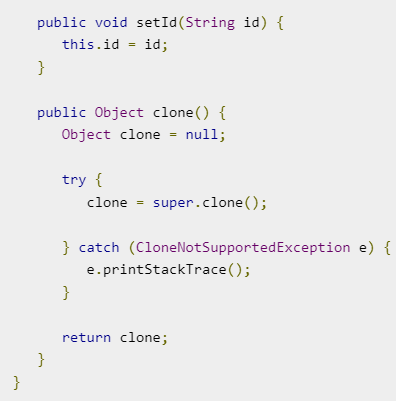 public void setId(String id) {
this.id = id;
}
public Object clone() {
Object clone = null;
try {
clone = super.clone();
} catch (CloneNotSupportedException e) {
e.printStackTrace();
}
return clone;
}
}